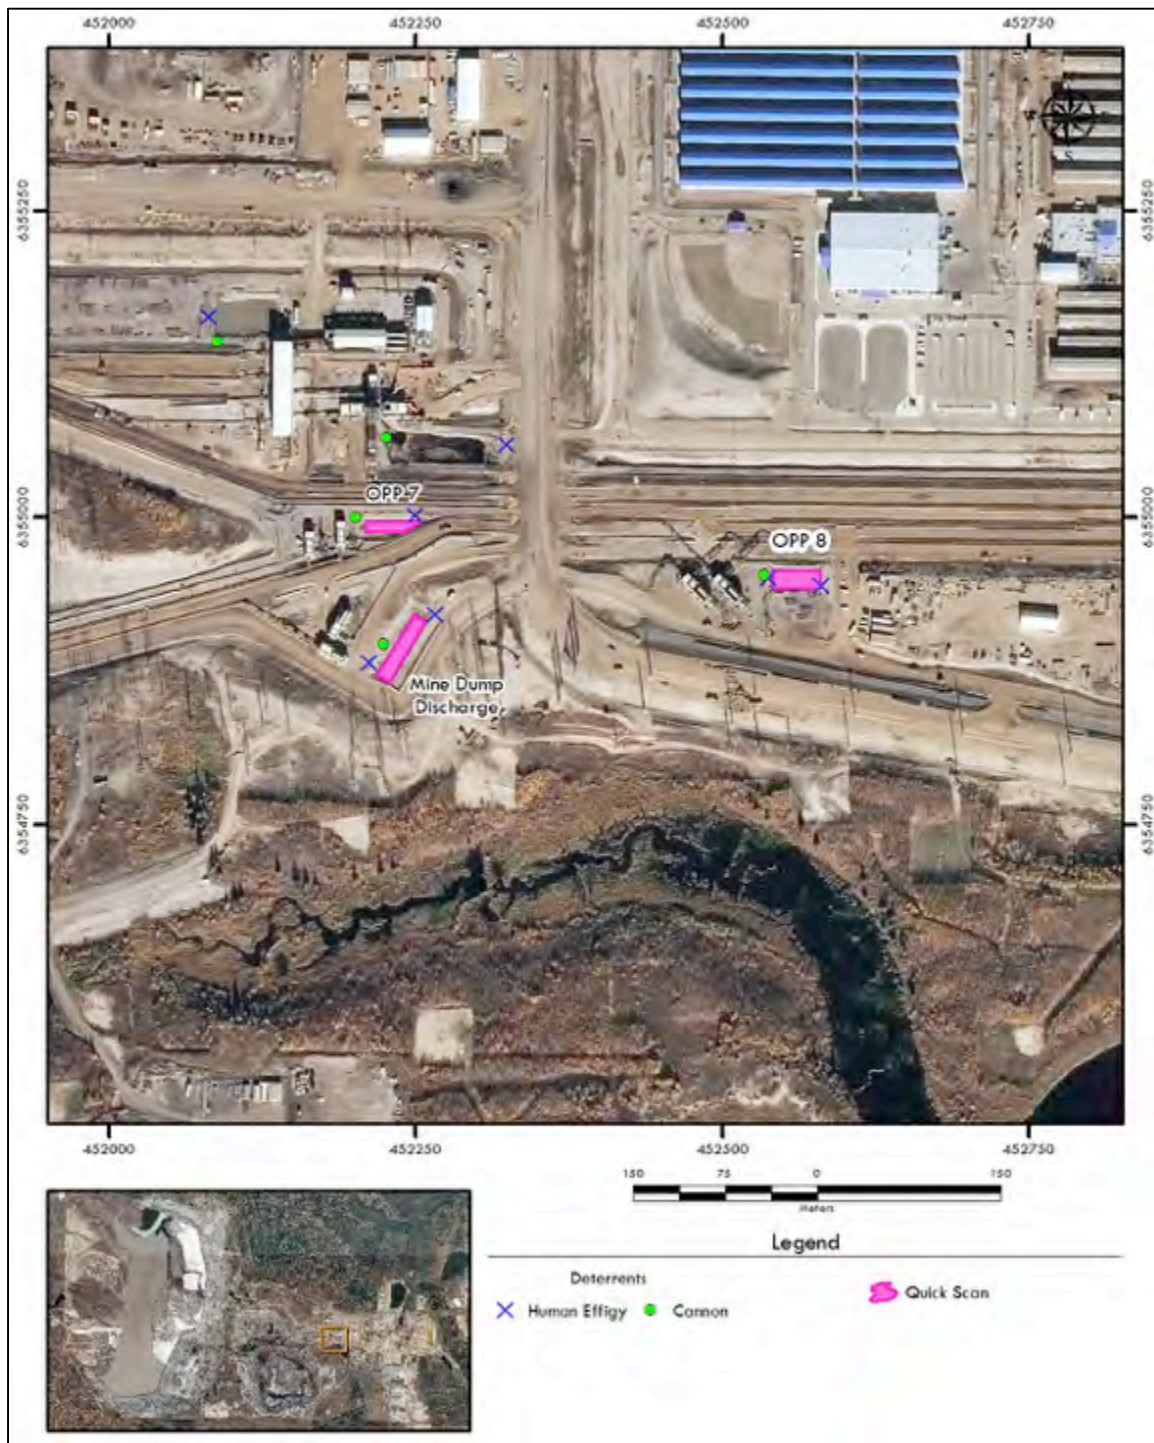 452000 452250 452500 452750
6355250 6355250
OPP 7
6355000 6355000
OPP 8
Mine Dump
Discharge
6354750 6354750
452000 452250 452500 452750
150 75 0 150
Meters
Legend
Deterrents
Human Effigy Cannon Quick Scan
S